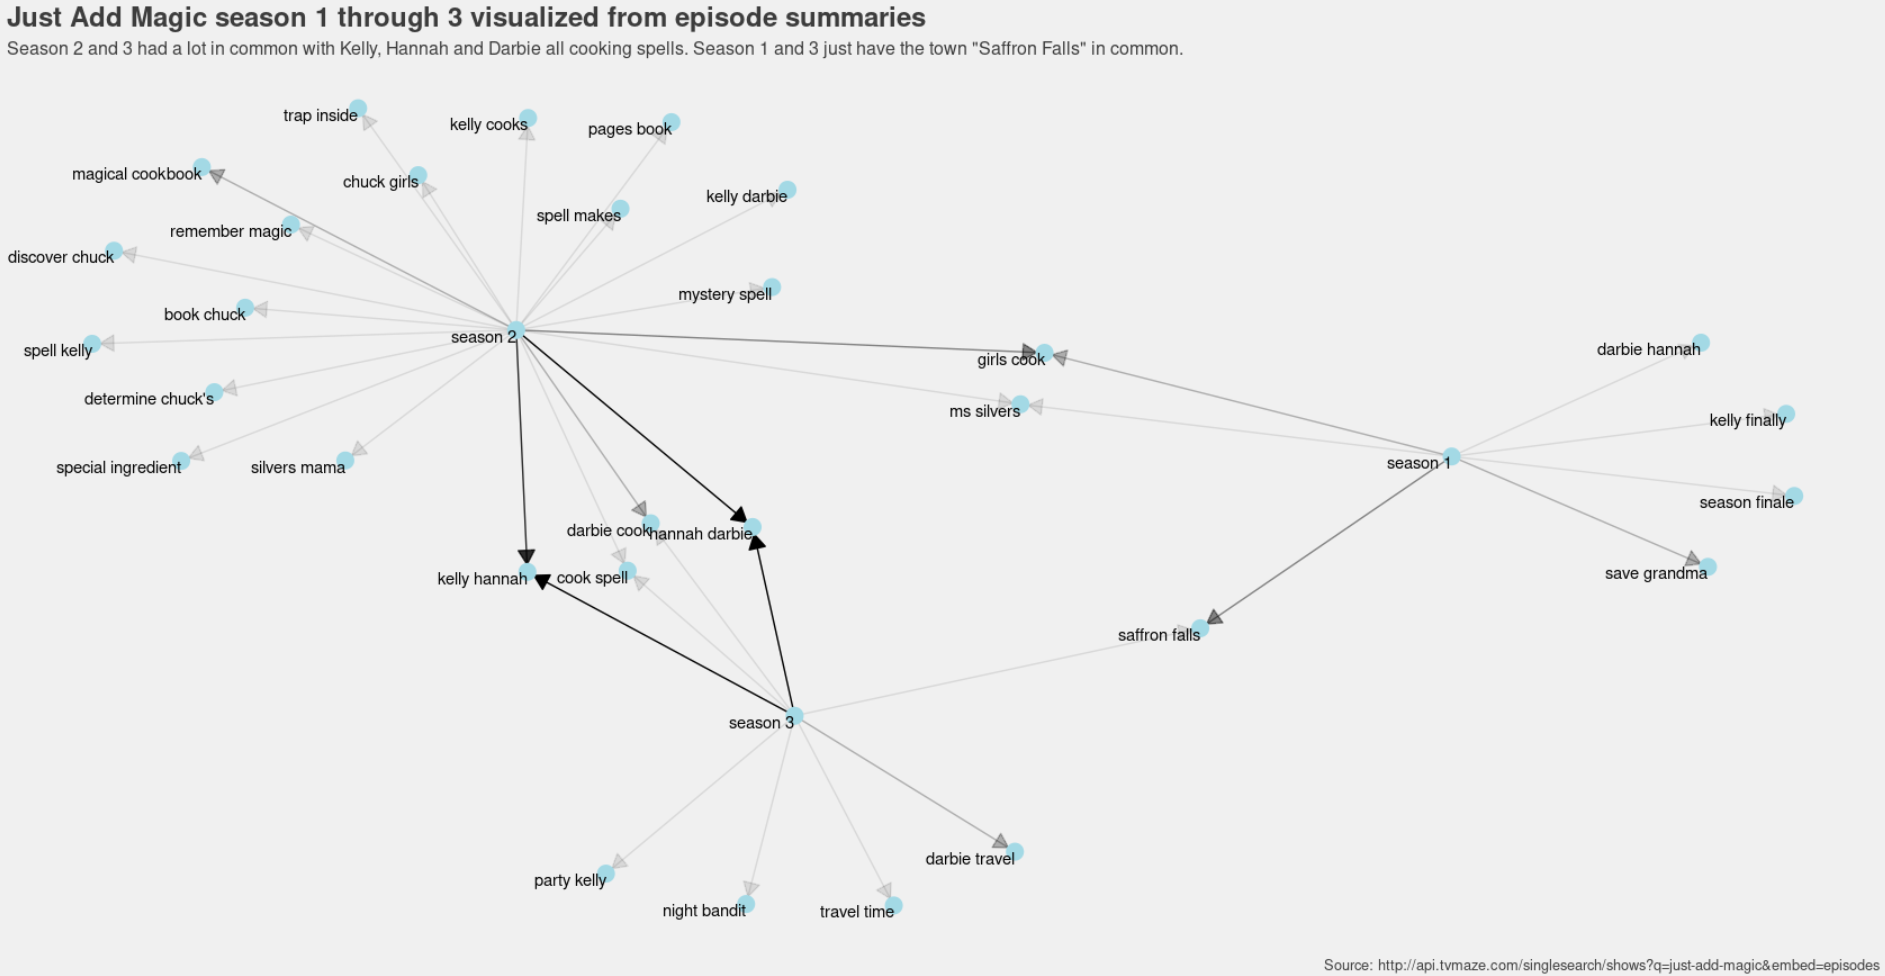 Just Add Magic season 1 through 3 visualized from episode summaries
Season 2 and 3 had a lot in common with Kelly, Hannah and Darbie all cooking spells. Season 1 and 3 just have the town "Saffron Falls" in common.
trap inside
kelly cooks
pages book
magical cookbook
chuck girls
kelly darbie
spell makes
remember magic
discover chuck
mystery spell
book chuck
season 2
spell kelly
girls cook
darbie hannah
determine chuck's
ms silvers
kelly finally
special ingredient
silvers mama
season 1
season finale
darbie cook
hannah darbie
kelly hannah
cook spell
save grandma
saffron falls
season 3
darbie travel
party kelly
night bandit
travel time
Source: http://api.tvmaze.com/singlesearch/shows?q=just-add-magic&embed=episodes